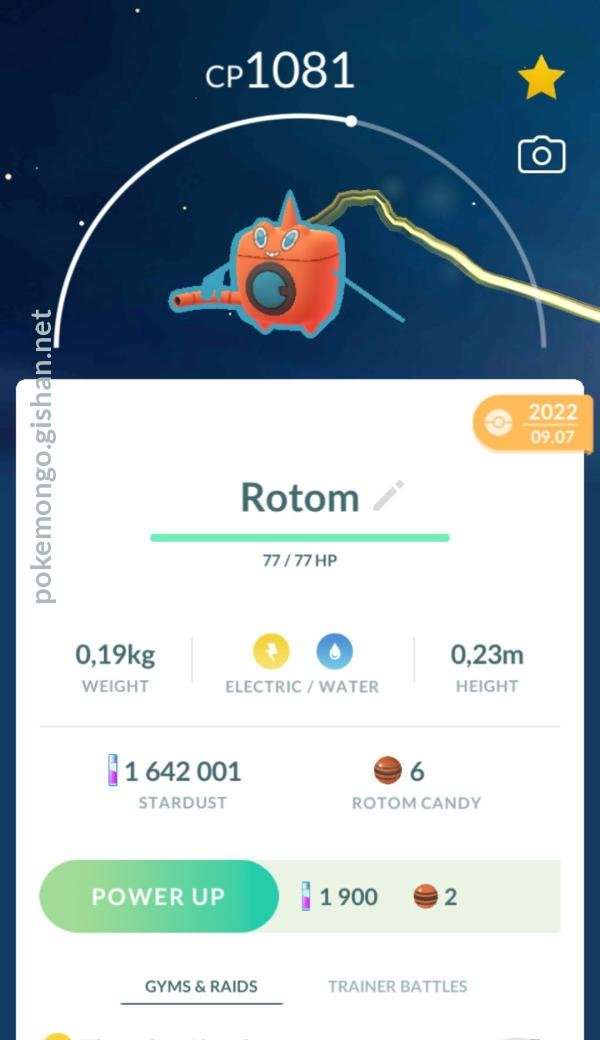 CP1081
pokemongo.gishan.net
2022
09.07
Rotom
77 / 77 HP
0,19kg
WEIGHT
ELECTRIC / WATER
0,23m
HEIGHT
1 642 001
STARDUST
6
ROTOM CANDY
POWER UP
1 900
2
GYMS & RAIDS
TRAINER BATTLES